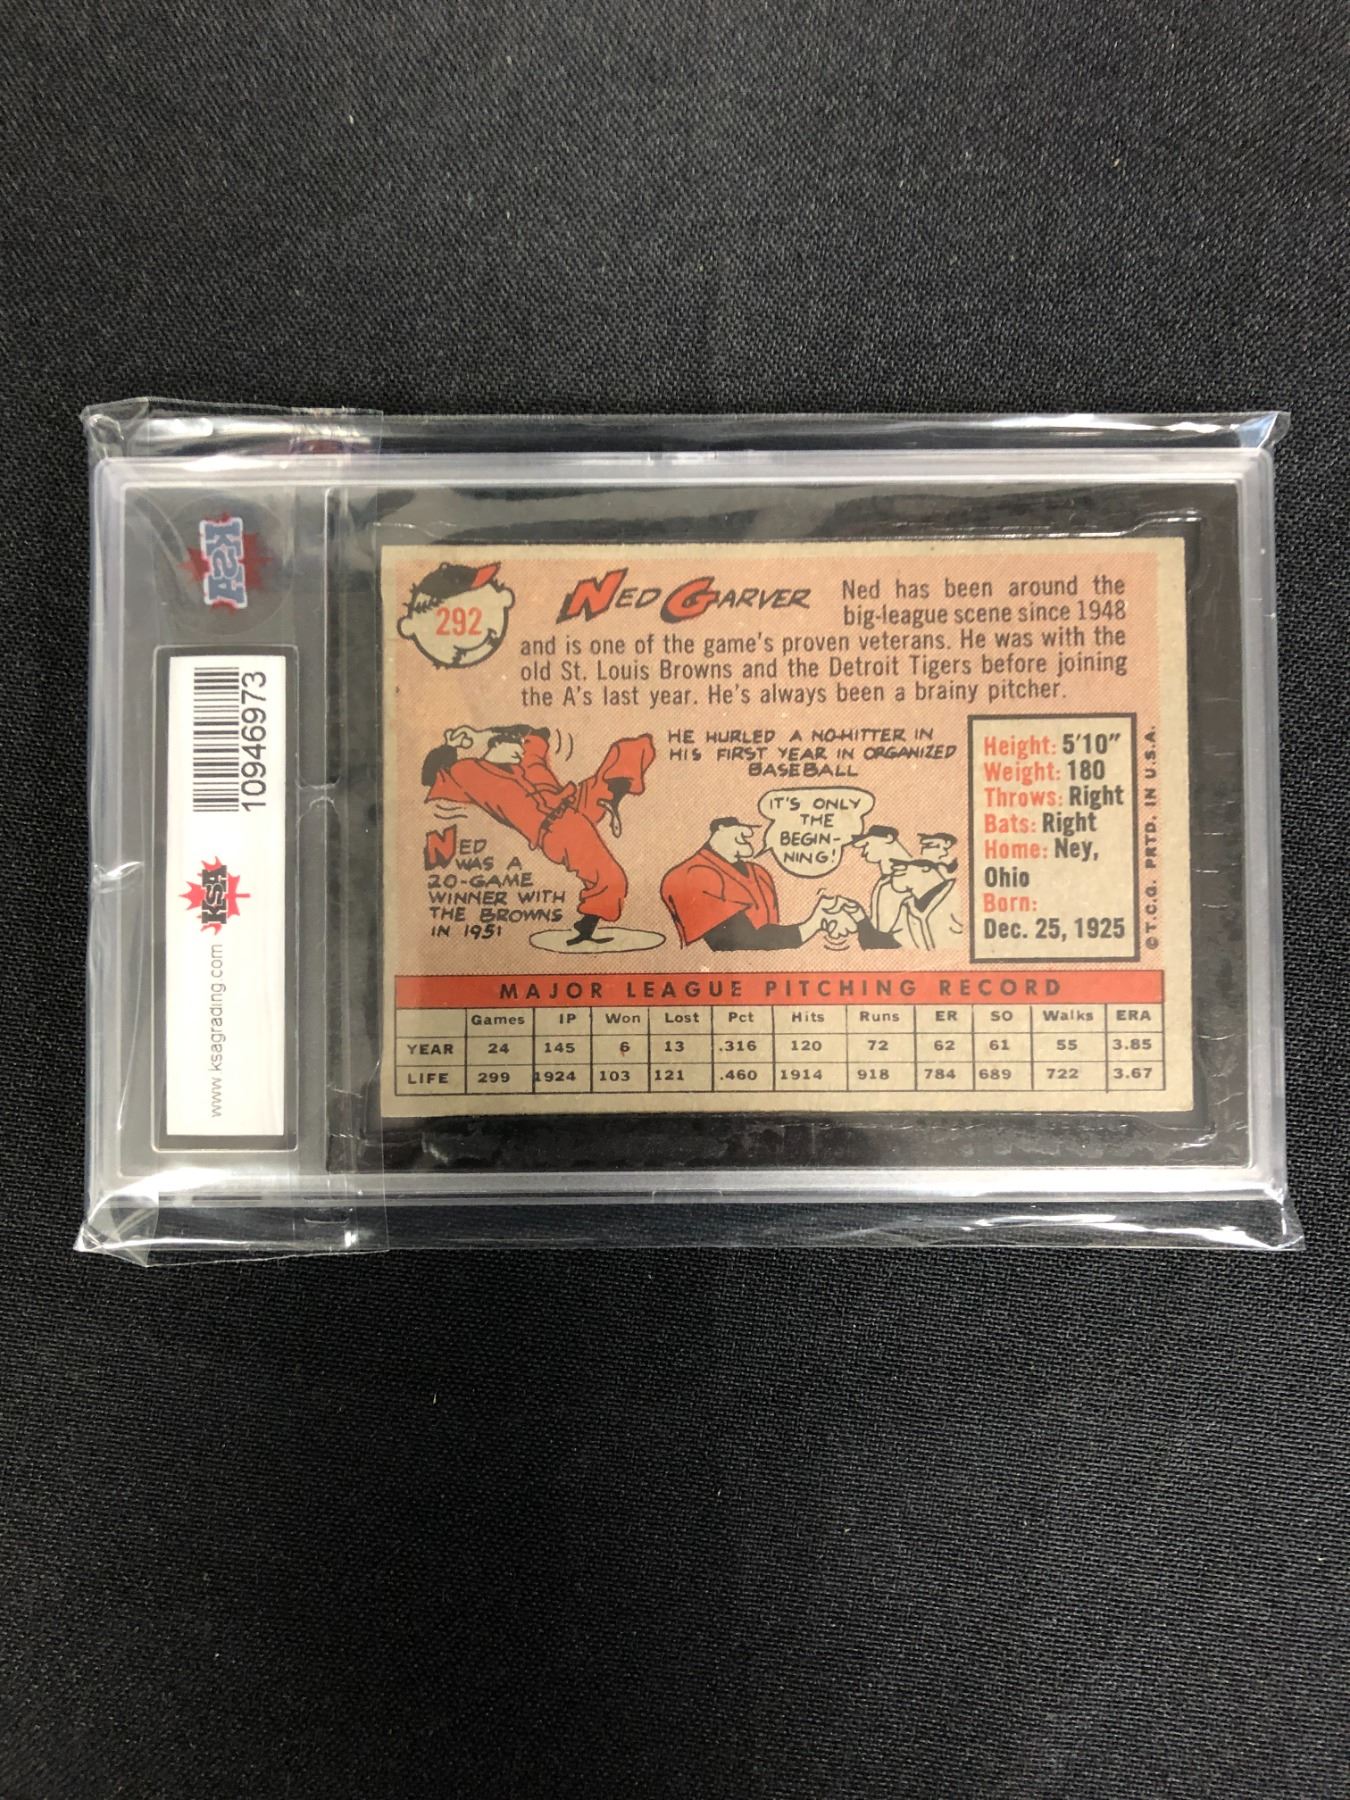 KSA
10946973
KSA
www.ksagrading.com
292
NED GARVER
Ned has been around the
big-league scene since 1948
and is one of the game's proven veterans. He was with the
old St. Louis Browns and the Detroit Tigers before joining
the A's last year. He's always been a brainy pitcher.
NED
WAS A
20-GAME
WINNER WITH
THE BROWNS
IN 1951
HE HURLED A NO-HITTER IN
HIS FIRST YEAR IN ORGANIZED
BASEBALL
IT'S ONLY
THE
BEGIN-
NING!
Height: 5'10"
Weight: 180
Throws: Right
Bats: Right
Home: Ney,
Ohio
Born:
Dec. 25, 1925
© T.C.G. PRTD. IN U.S.A.
MAJOR LEAGUE PITCHING RECORD
Games IP Won Lost Pct Hits Runs ER SO Walks ERA
YEAR 24 145 6 13 .316 120 72 62 61 55 3.85
LIFE 299 1924 103 121 .460 1914 918 784 689 722 3.67